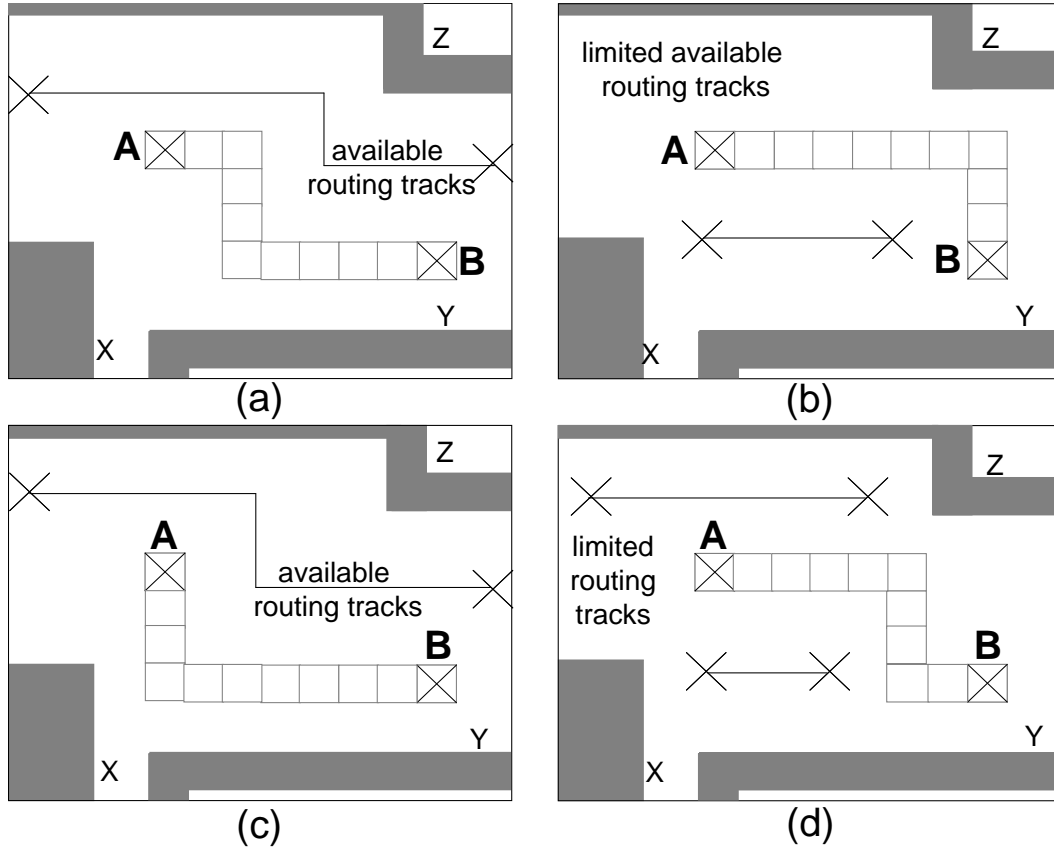 Z
A
available
routing tracks
B
Y
X
(a)
Z
limited available
routing tracks
A
B
Y
X
(b)
Z
A
available
routing tracks
B
Y
X
(c)
Z
A
limited
routing
tracks
B
Y
X
(d)